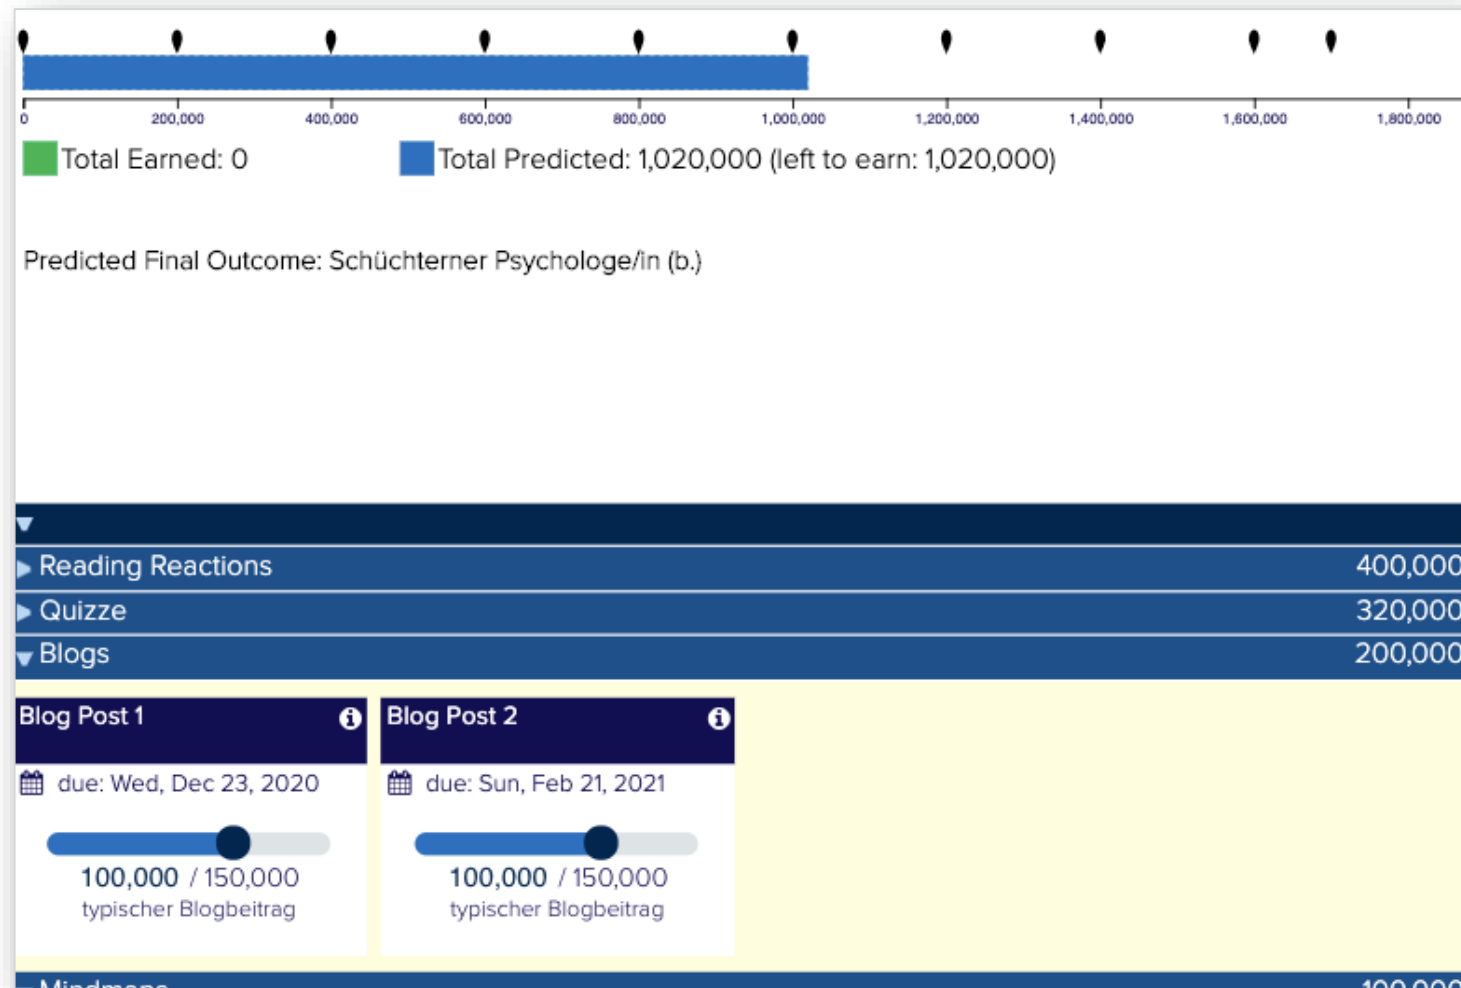 0 200,000 400,000 600,000 800,000 1,000,000 1,200,000 1,400,000 1,600,000 1,800,000
Total Earned: 0 Total Predicted: 1,020,000 (left to earn: 1,020,000)
Predicted Final Outcome: Schüchterner Psychologe/in (b.)
Reading Reactions 400,000
Quizze 320,000
Blogs 200,000
Blog Post 1
due: Wed, Dec 23, 2020
100,000 / 150,000
typischer Blogbeitrag
Blog Post 2
due: Sun, Feb 21, 2021
100,000 / 150,000
typischer Blogbeitrag
Mindmaps 100,000